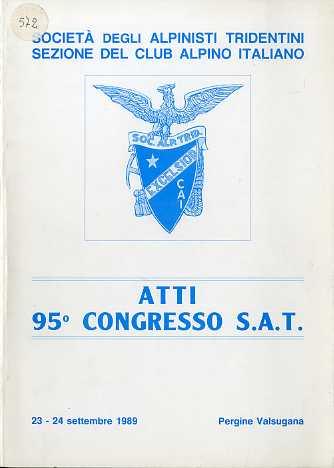 572
SOCIETÀ DEGLI ALPINISTI TRIDENTINI
SEZIONE DEL CLUB ALPINO ITALIANO
SOC. ALP. TRID.
EXCELSIOR
CAI
ATTI
95º CONGRESSO S.A.T.
23 - 24 settembre 1989 Pergine Valsugana